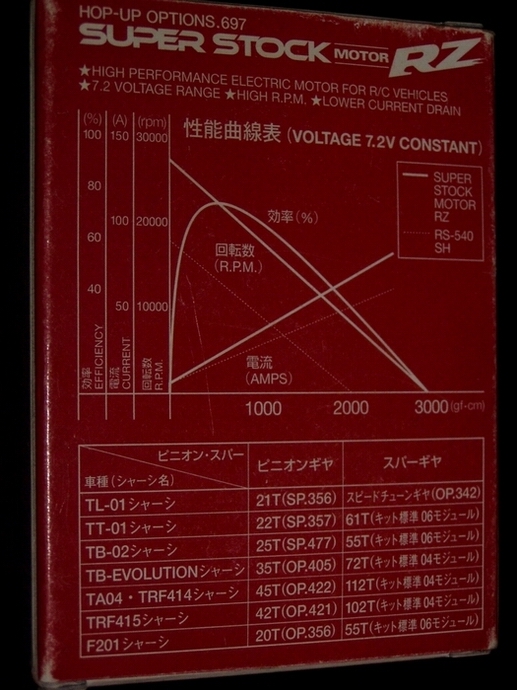 HOP-UP OPTIONS.697
SUPER STOCK MOTOR RZ
★HIGH PERFORMANCE ELECTRIC MOTOR FOR R/C VEHICLES
★7.2 VOLTAGE RANGE ★HIGH R.P.M. ★LOWER CURRENT DRAIN
(%) (A) (rpm)
性能曲線表 (VOLTAGE 7.2V CONSTANT)
100 150 30000
80
100 20000
60
40
50 10000
効率 EFFICIENCY
電流 CURRENT
回転数 R.P.M.
効率(%)
回転数
(R.P.M.)
電流
(AMPS)
SUPER
STOCK
MOTOR
RZ
RS-540
SH
1000 2000 3000 (gf-cm)
ピニオン・スパー
車種 (シャーシ名)
ピニオンギヤ スパーギヤ
TL-01シャーシ 21T(SP.356) スピードチューンギヤ(OP.342)
TT-01シャーシ 22T(SP.357) 61T(キット標準 06モジュール)
TB-02シャーシ 25T(SP.477) 55T(キット標準 06モジュール)
TB-EVOLUTIONシャーシ 35T(OP.405) 72T(キット標準 04モジュール)
TA04・TRF414シャーシ 45T(OP.422) 112T(キット標準 04モジュール)
TRF415シャーシ 42T(OP.421) 102T(キット標準 04モジュール)
F201シャーシ 20T(OP.356) 55T(キット標準 06モジュール)